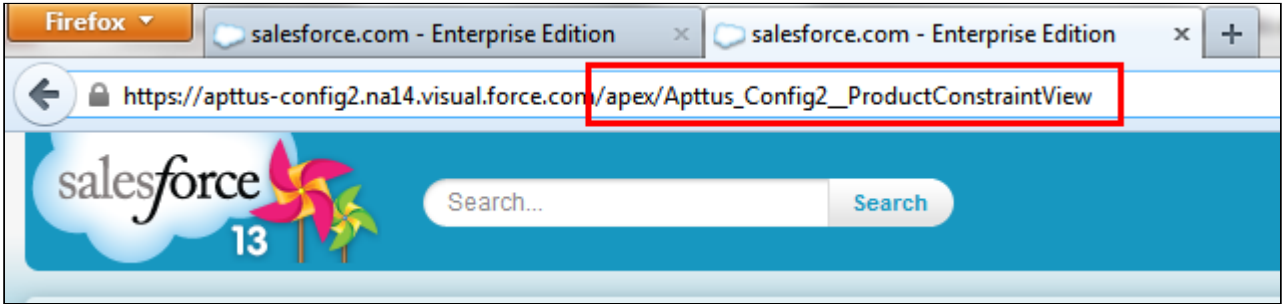 Firefox
salesforce.com - Enterprise Edition
salesforce.com - Enterprise Edition
https://apttus-config2.na14.visual.force.com/apex/Apttus_Config2__ProductConstraintView
salesforce
13
Search...
Search